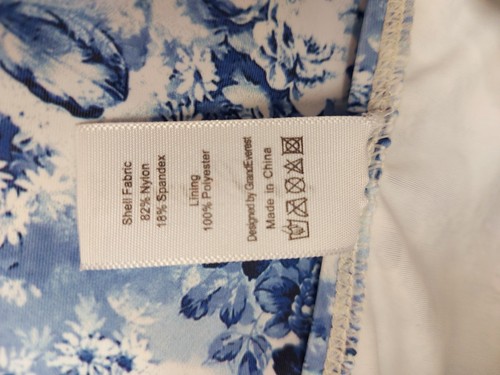 Shell Fabric
82% Nylon
18% Spandex
Lining
100% Polyester
Designed by GrandEverest
Made in China